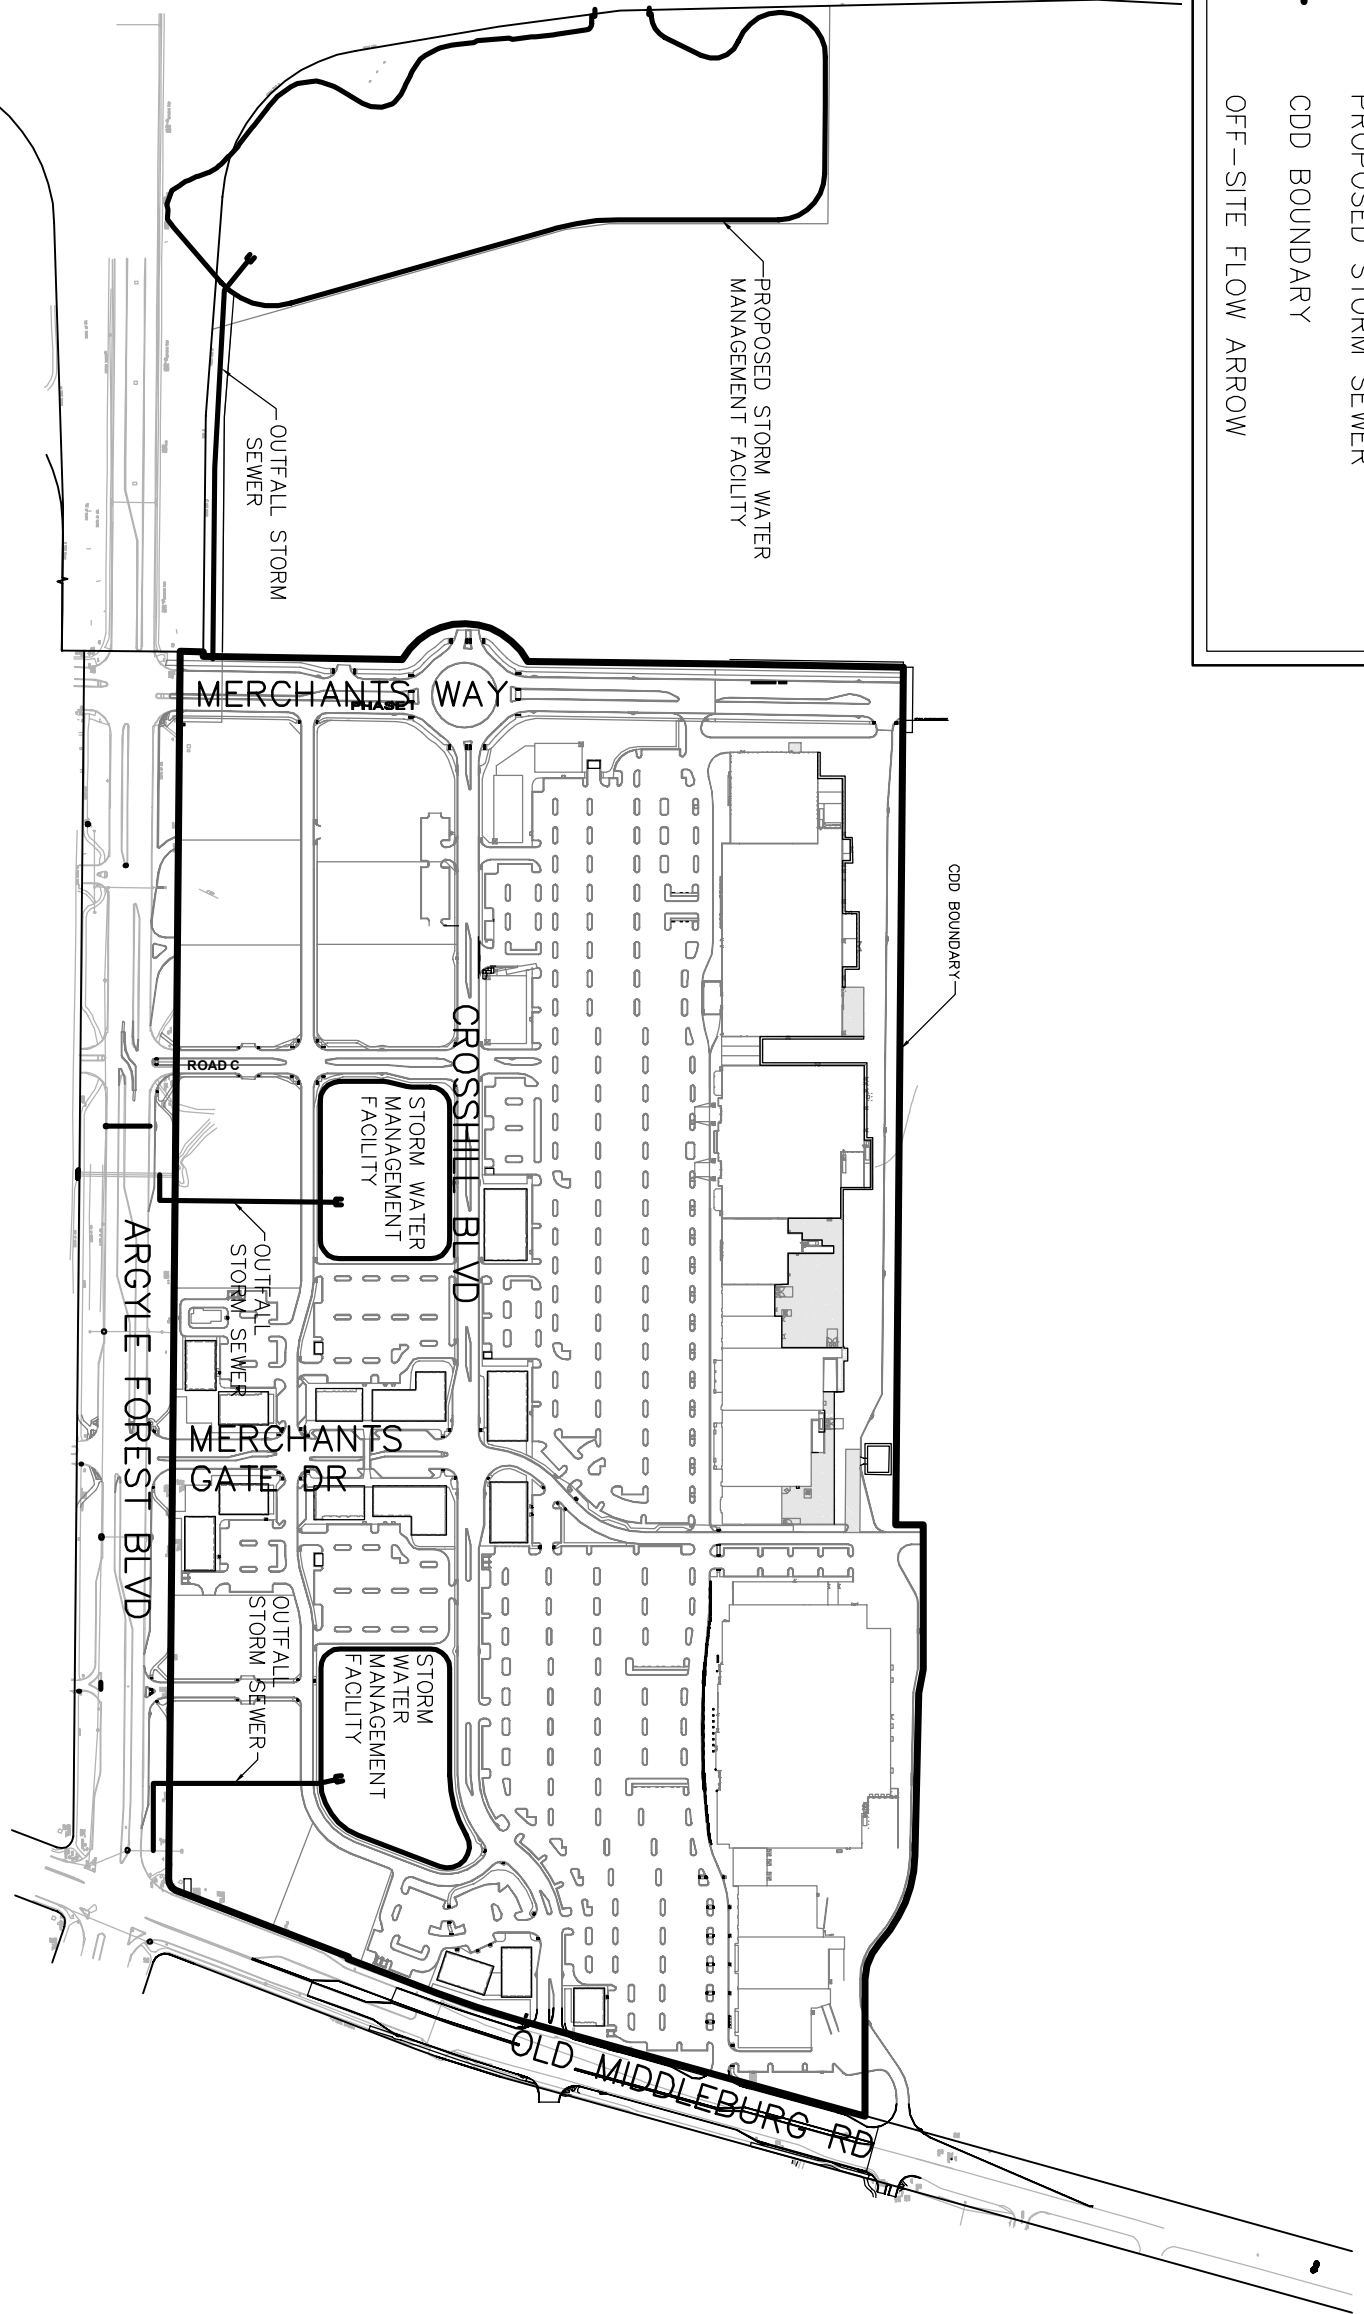 PROPOSED STORM SEWER
CDD BOUNDARY
OFF-SITE FLOW ARROW
PROPOSED STORM WATER
MANAGEMENT FACILITY
OUTFALL STORM
SEWER
MERCHANTS WAY
PHASE 1
CDD BOUNDARY
CROSSHILL BLVD
ROAD C
STORM WATER
MANAGEMENT
FACILITY
OUTFALL
STORM SEWER
ARGYLE FOREST BLVD
MERCHANTS
GATE DR
OUTFALL
STORM SEWER
STORM
WATER
MANAGEMENT
FACILITY
OLD MIDDLEBURG RD